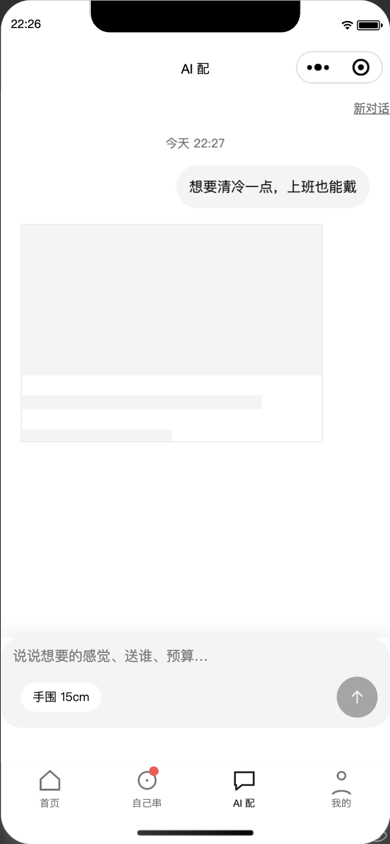 22:26
AI 配
新对话
今天 22:27
想要清冷一点，上班也能戴
说说想要的感觉、送谁、预算...
手围 15cm
首页
自己串
AI 配
我的